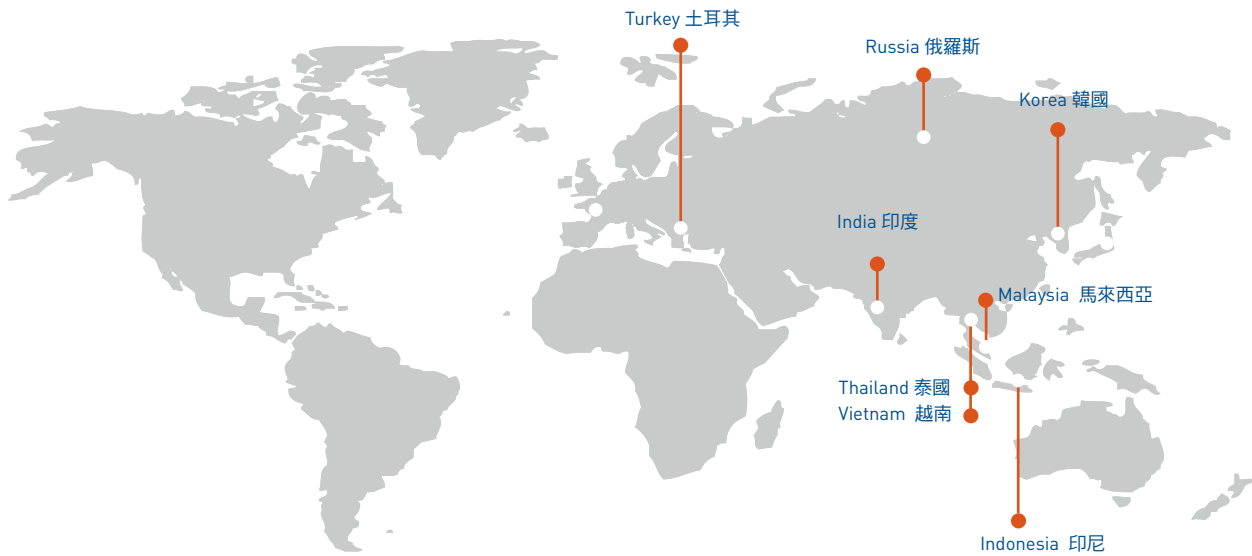 Turkey 土耳其
Russia 俄羅斯
Korea 韓國
India 印度
Malaysia 馬來西亞
Thailand 泰國
Vietnam 越南
Indonesia 印尼